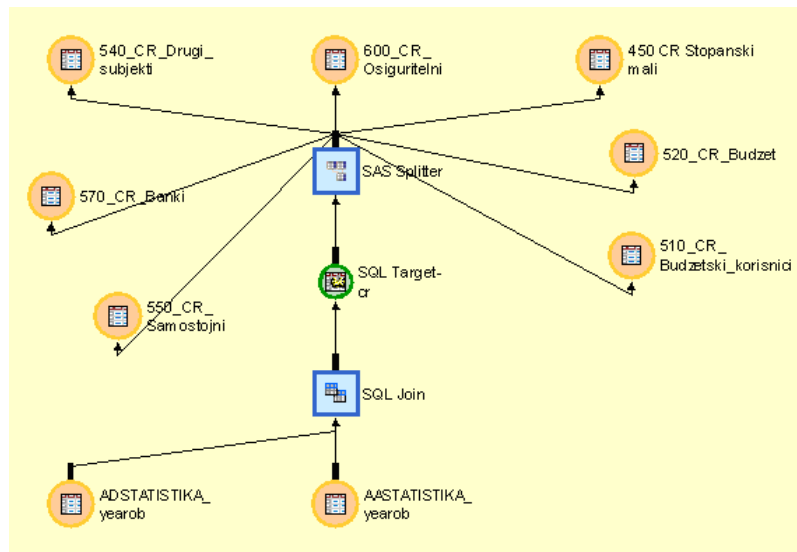 540_CR_Drugi_
subjekti
600_CR_
Osiguritelni
450 CR Stopanski
mali
520_CR_Budzet
SAS Splitter
570_CR_Banki
510_CR_
Budzetski_korisnici
SQL Target-
cr
550_CR_
Samostojni
SQL Join
ADSTATISTIKA_
yearob
AASTATISTIKA_
yearob